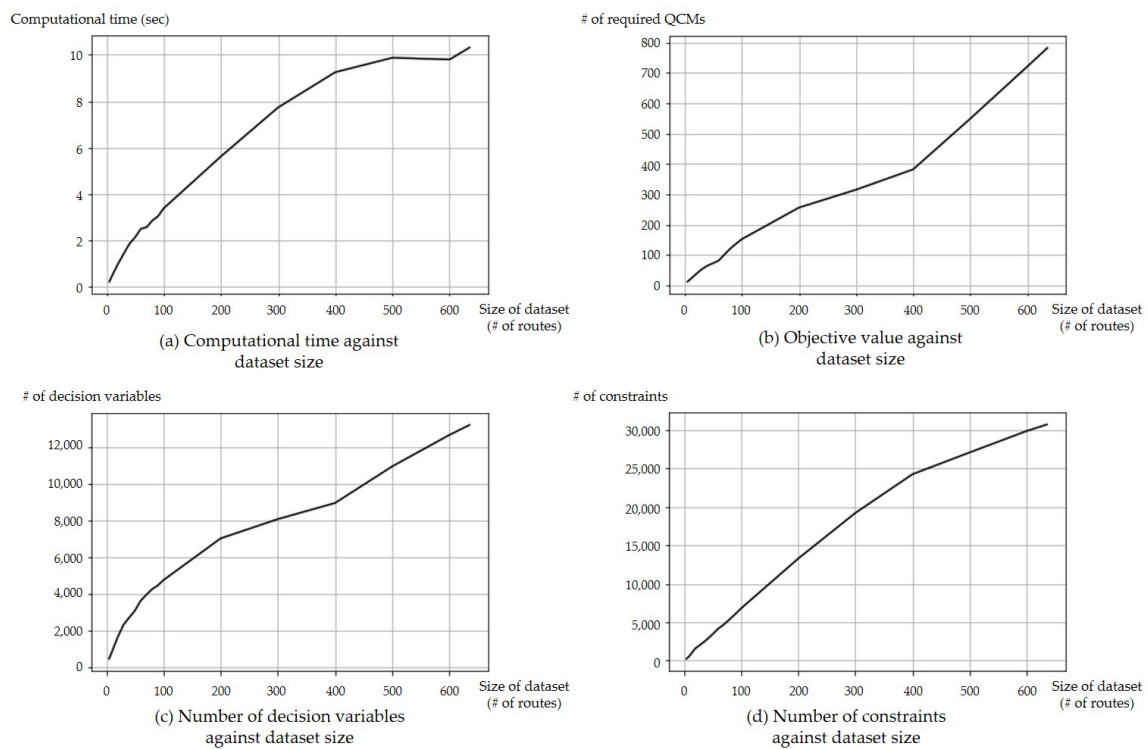 Computational time (sec)
10
8
6
4
2
0
0 100 200 300 400 500 600
Size of dataset
(# of routes)
(a) Computational time against
dataset size
# of required QCMs
800
700
600
500
400
300
200
100
0
0 100 200 300 400 500 600
Size of dataset
(# of routes)
(b) Objective value against
dataset size
# of decision variables
12,000
10,000
8,000
6,000
4,000
2,000
0
0 100 200 300 400 500 600
Size of dataset
(# of routes)
(c) Number of decision variables
against dataset size
# of constraints
30,000
25,000
20,000
15,000
10,000
5,000
0
0 100 200 300 400 500 600
Size of dataset
(# of routes)
(d) Number of constraints
against dataset size